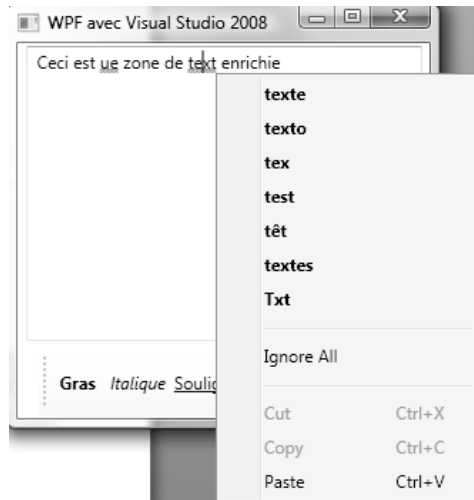 WPF avec Visual Studio 2008
Ceci est ue zone de text enrichie
texte
texto
tex
test
têt
textes
Txt
Ignore All
Gras Italique Soulig
Cut Ctrl+X
Copy Ctrl+C
Paste Ctrl+V